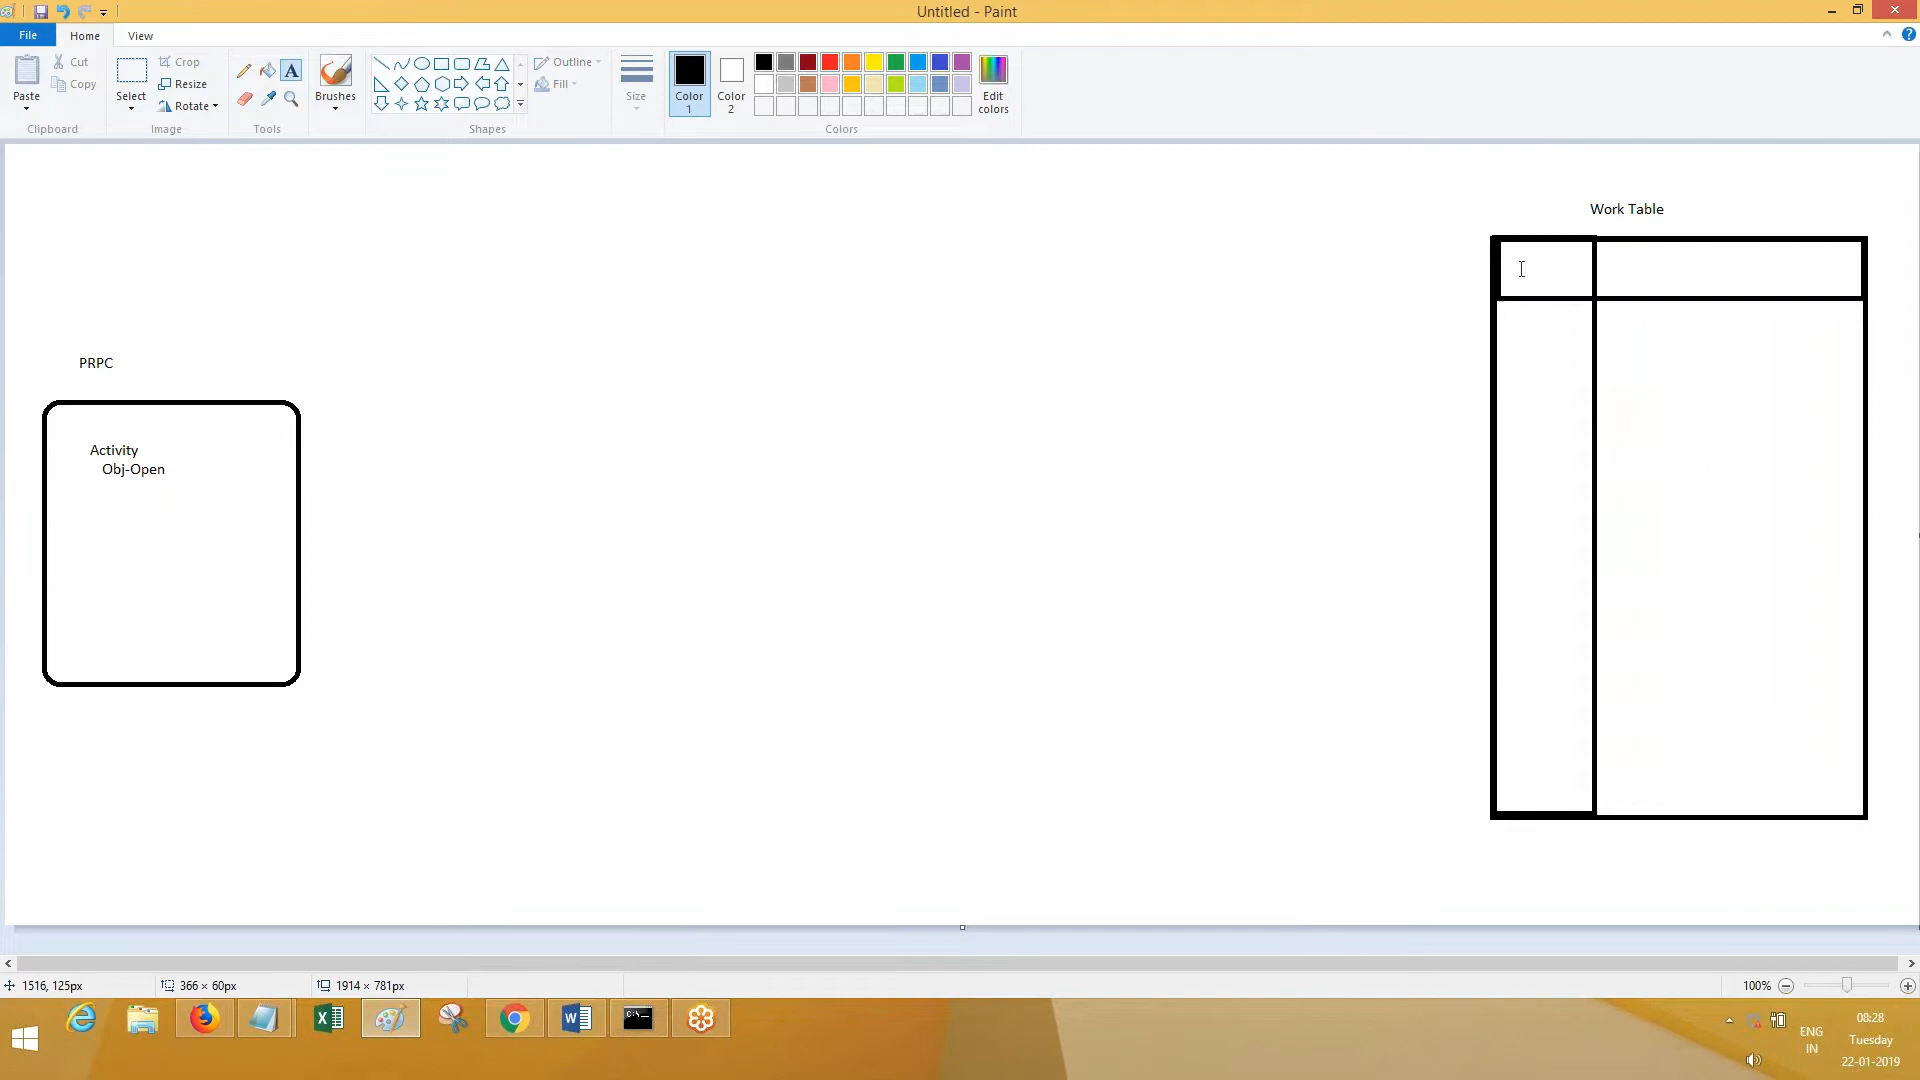 Untitled - Paint
File
Home
View
Paste
Cut
Copy
Clipboard
Select
Crop
Resize
Rotate
Image
A
Tools
Brushes
Shapes
Outline
Fill
Size
Color
1
Color
2
Edit
colors
Colors
Work Table
PRPC
Activity
Obj-Open
1516, 125px
366 × 60px
1914 × 781px
100%
C:\_
08:28
ENG
Tuesday
IN
22-01-2019